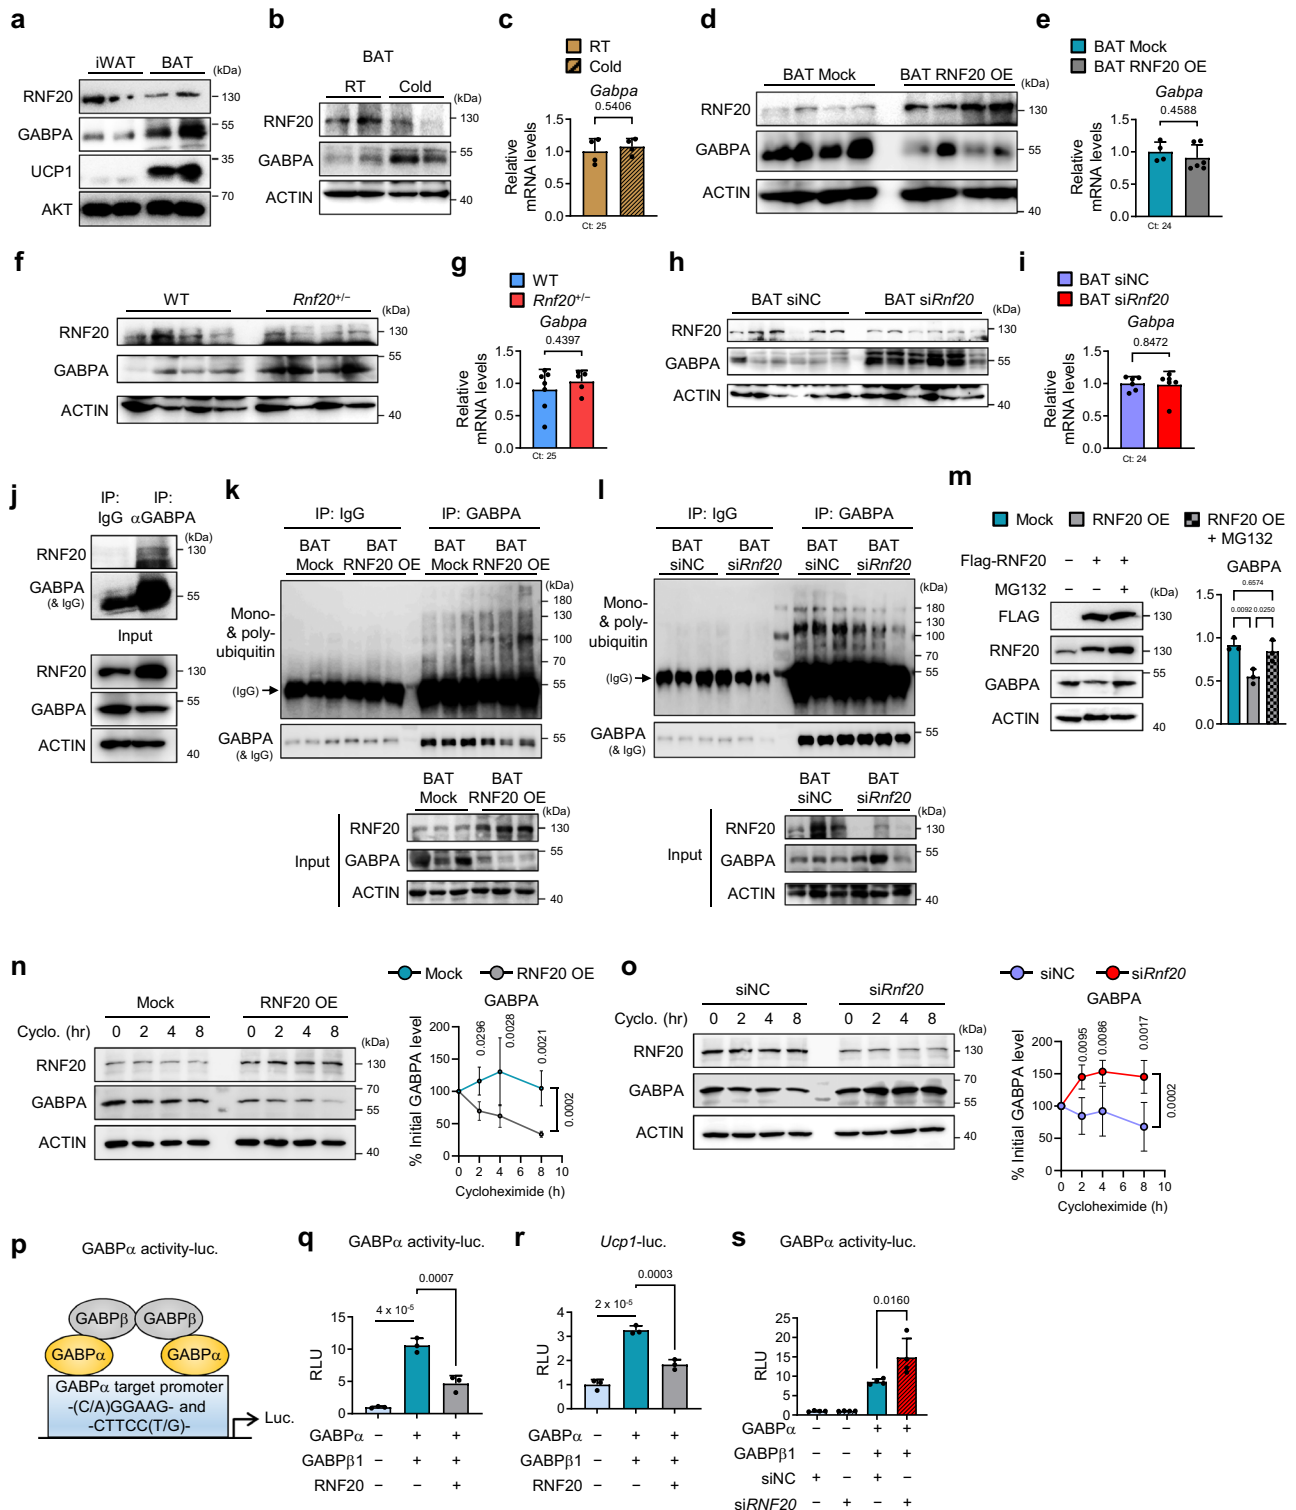 a
iWAT BAT
(kDa)
RNF20
130
GABPA
55
UCP1
35
AKT
70
b
BAT
RT Cold
(kDa)
RNF20
130
GABPA
55
ACTIN
40
c
RT
Cold
Gabpa
0.5406
Relative
mRNA levels
1.5
1.0
0.5
0
Ct: 25
d
BAT Mock BAT RNF20 OE
(kDa)
RNF20
130
GABPA
55
ACTIN
40
e
BAT Mock
BAT RNF20 OE
Gabpa
0.4588
Relative
mRNA levels
1.5
1.0
0.5
0
Ct: 24
f
WT Rnf20+/−
(kDa)
RNF20
130
GABPA
55
ACTIN
40
g
WT
Rnf20+/−
Gabpa
0.4397
Relative
mRNA levels
1.5
1.0
0.5
0
Ct: 25
h
BAT siNC BAT siRnf20
(kDa)
RNF20
130
GABPA
55
ACTIN
40
i
BAT siNC
BAT siRnf20
Gabpa
0.8472
Relative
mRNA levels
1.5
1.0
0.5
0
Ct: 24
j
IP: IP:
IgG αGABPA
(kDa)
RNF20
130
GABPA
(& IgG)
55
Input
RNF20
130
GABPA
55
ACTIN
40
k
IP: IgG IP: GABPA
BAT BAT BAT BAT
Mock RNF20 OE Mock RNF20 OE
(kDa)
180
130
100
70
55
Mono-
& poly-
ubiquitin
(IgG)
GABPA
(& IgG)
55
BAT BAT
Mock RNF20 OE
(kDa)
Input
RNF20
130
GABPA
55
ACTIN
40
l
IP: IgG IP: GABPA
BAT BAT BAT BAT
siNC siRnf20 siNC siRnf20
(kDa)
180
130
100
70
55
Mono-
& poly-
ubiquitin
(IgG)
GABPA
(& IgG)
55
BAT BAT
siNC siRnf20
(kDa)
Input
RNF20
130
GABPA
55
ACTIN
40
m
Mock RNF20 OE RNF20 OE
+ MG132
Flag-RNF20 − + +
MG132 − − +
(kDa)
FLAG
130
RNF20
130
GABPA
55
ACTIN
40
GABPA
0.6574
0.0092 0.0250
1.5
1.0
0.5
0.0
n
Mock RNF20 OE
Cyclo. (hr) 0 2 4 8 0 2 4 8
(kDa)
RNF20
130
GABPA
70
55
ACTIN
40
Mock RNF20 OE
GABPA
% Initial GABPA level
200
150
100
50
0
0.0296
0.0028
0.0021
0.0002
0 2 4 6 8 10
Cycloheximide (h)
o
siNC siRnf20
Cyclo. (hr) 0 2 4 8 0 2 4 8
(kDa)
RNF20
130
GABPA
70
55
ACTIN
40
siNC siRnf20
GABPA
% Initial GABPA level
200
150
100
50
0
0.0095
0.0086
0.0017
0.0002
0 2 4 6 8 10
Cycloheximide (h)
p
GABPα activity-luc.
GABPβ GABPβ
GABPα GABPα
GABPα target promoter
-(C/A)GGAAG- and
-CTTCC(T/G)-
Luc.
q
GABPα activity-luc.
0.0007
4 x 10-5
RLU
15
10
5
0
GABPα − + +
GABPβ1 − + +
RNF20 − − +
r
Ucp1-luc.
0.0003
2 x 10-5
RLU
4
3
2
1
0
GABPα − + +
GABPβ1 − + +
RNF20 − − +
s
GABPα activity-luc.
0.0160
RLU
25
20
15
10
5
0
GABPα − − + +
GABPβ1 − − + +
siNC + − + −
siRNF20 − + − +